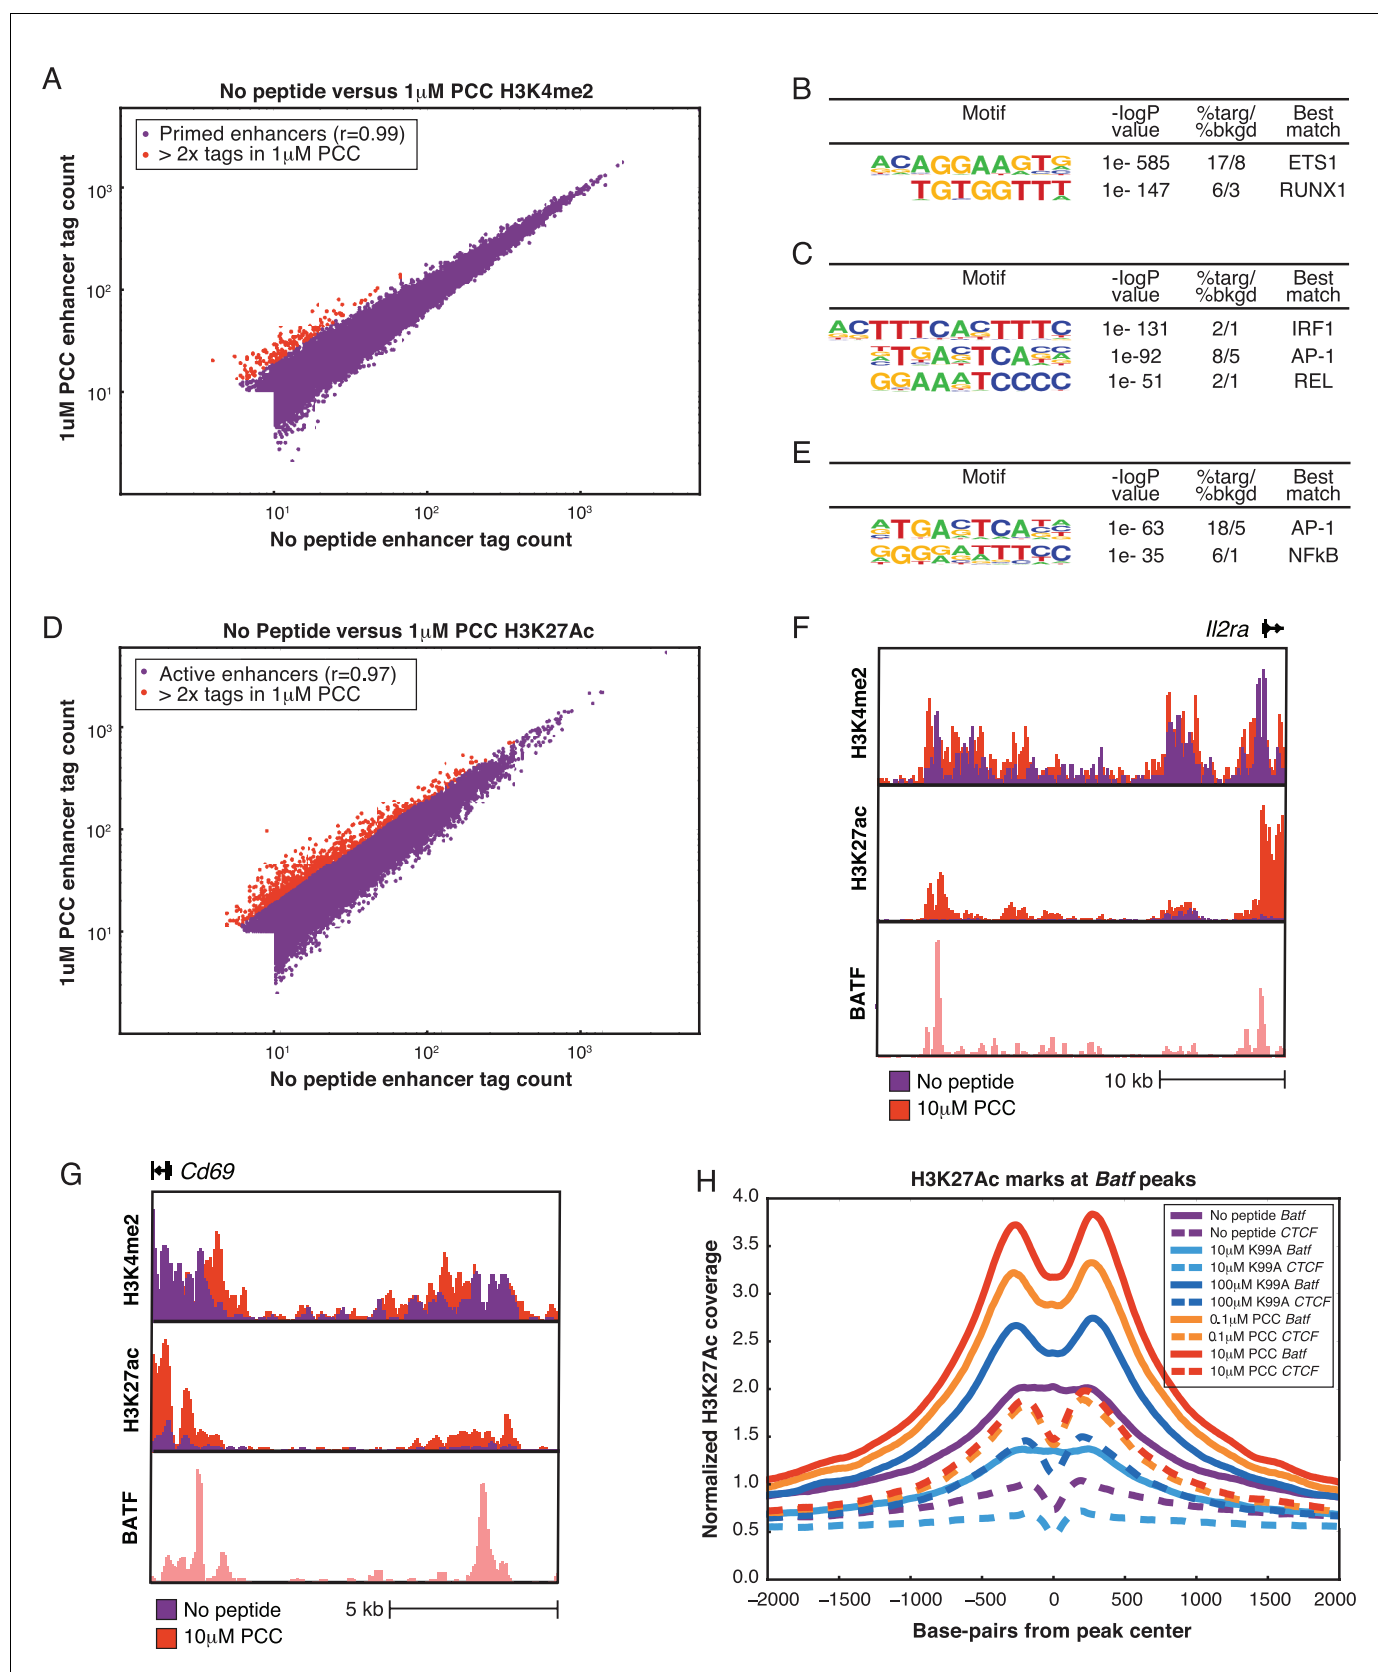 A
No peptide versus 1μM PCC H3K4me2
Primed enhancers (r=0.99)
> 2x tags in 1μM PCC
1uM PCC enhancer tag count
10³
10²
10¹
10¹ 10² 10³
No peptide enhancer tag count
B
Motif -logP value %targ/%bkgd Best match
ACAGGAAGTG 1e- 585 17/8 ETS1
TGTGGTTT 1e- 147 6/3 RUNX1
C
Motif -logP value %targ/%bkgd Best match
ACTTTCACTTTC 1e- 131 2/1 IRF1
TGACTCA 1e-92 8/5 AP-1
GGAAATCCCC 1e- 51 2/1 REL
E
Motif -logP value %targ/%bkgd Best match
ATGACTCATA 1e- 63 18/5 AP-1
GGGGATTTCC 1e- 35 6/1 NFkB
D
No Peptide versus 1μM PCC H3K27Ac
Active enhancers (r=0.97)
> 2x tags in 1μM PCC
1uM PCC enhancer tag count
10³
10²
10¹
10¹ 10² 10³
No peptide enhancer tag count
F
Il2ra
H3K4me2
H3K27ac
BATF
No peptide
10μM PCC
10 kb
G
Cd69
H3K4me2
H3K27ac
BATF
No peptide
10μM PCC
5 kb
H
H3K27Ac marks at Batf peaks
Normalized H3K27Ac coverage
4.0
3.5
3.0
2.5
2.0
1.5
1.0
0.5
0.0
No peptide Batf
No peptide CTCF
10μM K99A Batf
10μM K99A CTCF
100μM K99A Batf
100μM K99A CTCF
0.1μM PCC Batf
0.1μM PCC CTCF
10μM PCC Batf
10μM PCC CTCF
−2000 −1500 −1000 −500 0 500 1000 1500 2000
Base-pairs from peak center